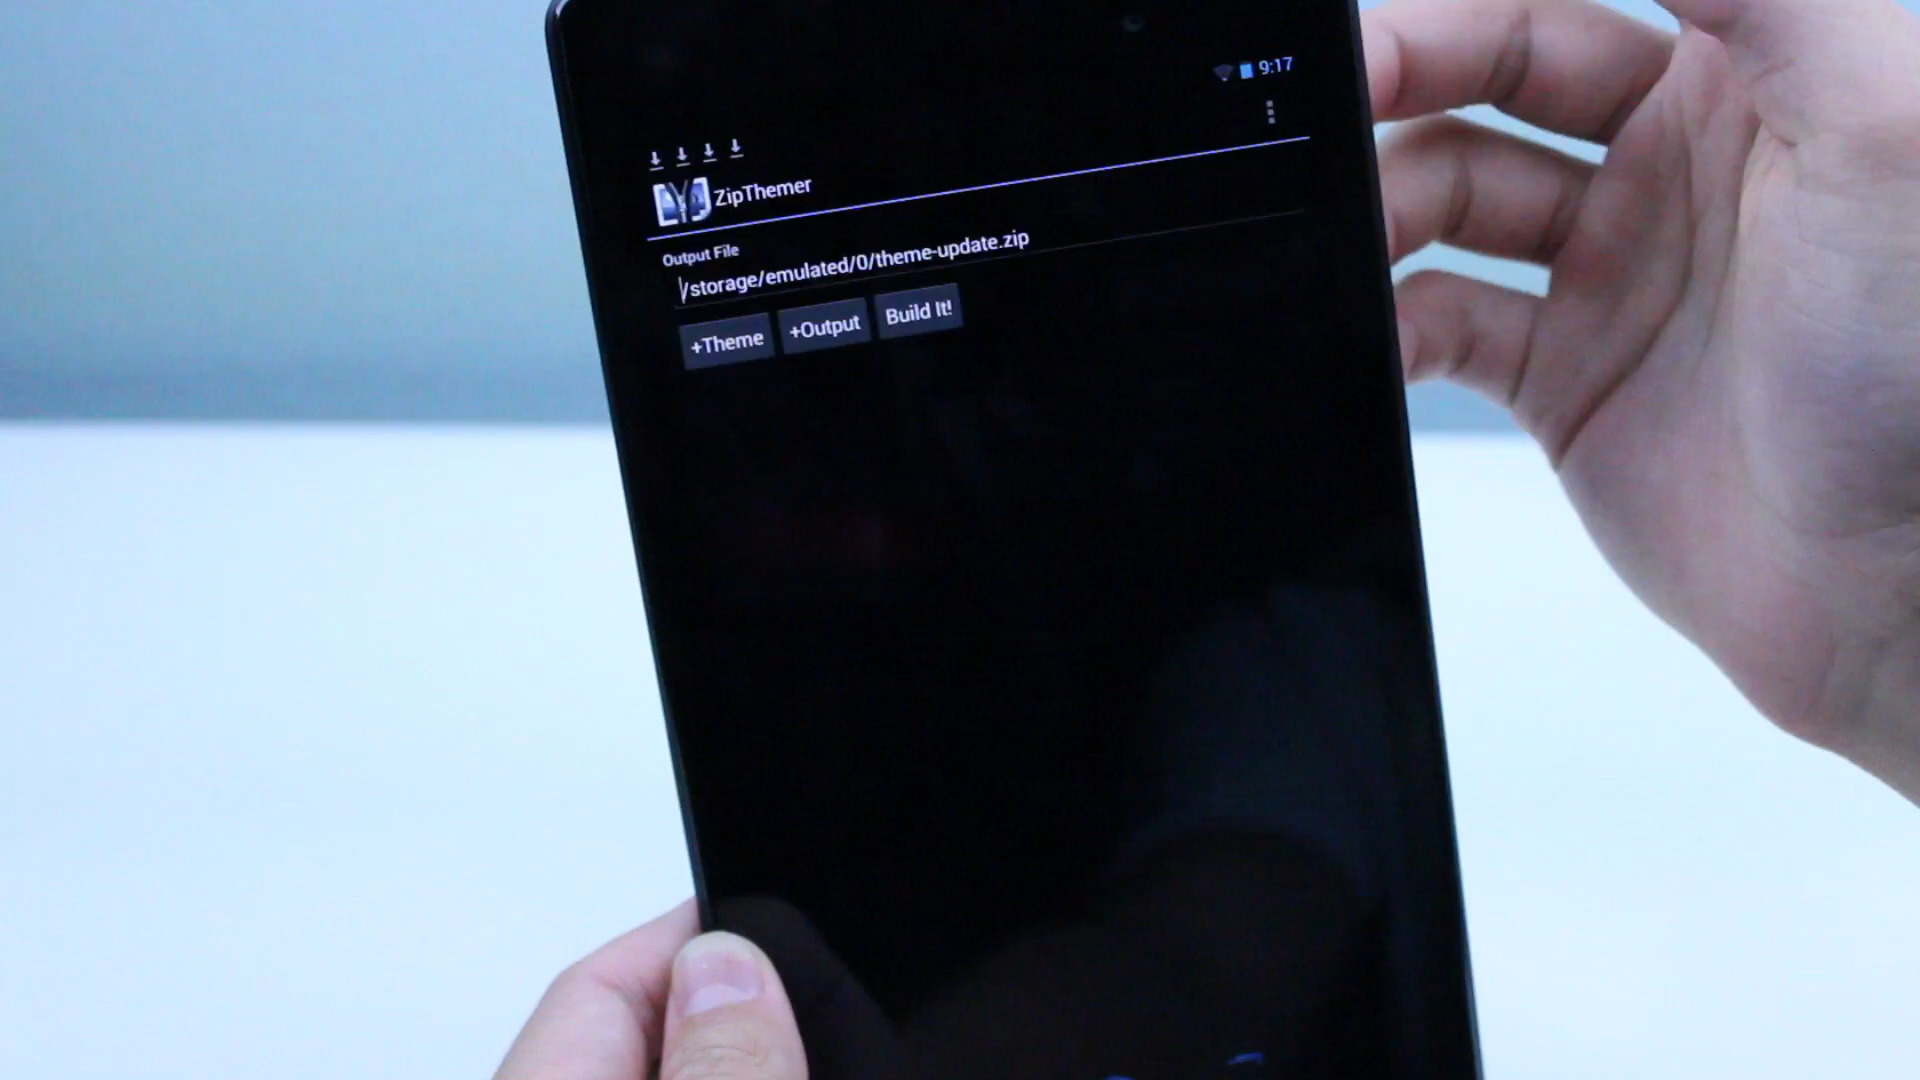 9:17
ZipThemer
Output File
/storage/emulated/0/theme-update.zip
+Theme +Output Build It!